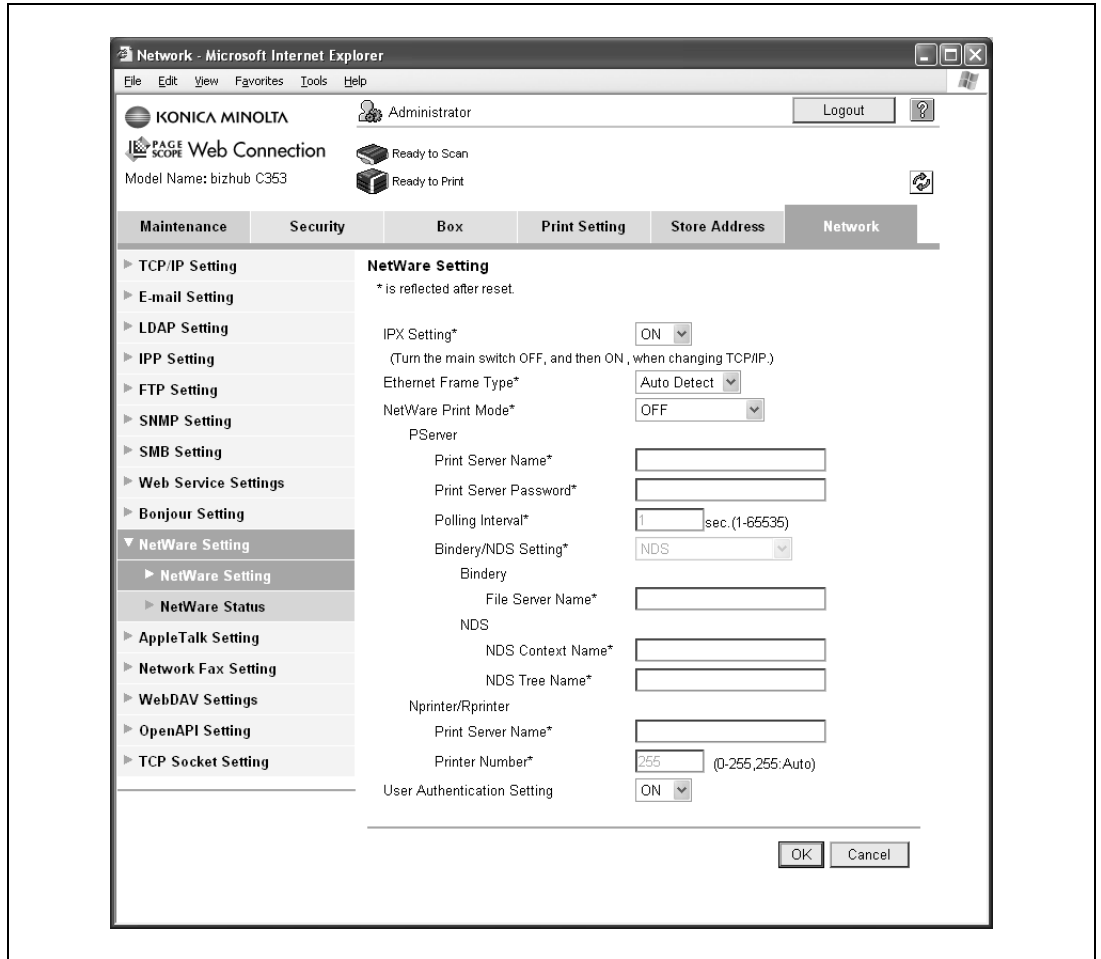 Network - Microsoft Internet Explorer
File Edit View Favorites Tools Help
KONICA MINOLTA
Administrator
Logout
?
PAGE SCOPE Web Connection
Ready to Scan
Model Name: bizhub C353
Ready to Print
Maintenance Security Box Print Setting Store Address Network
TCP/IP Setting
E-mail Setting
LDAP Setting
IPP Setting
FTP Setting
SNMP Setting
SMB Setting
Web Service Settings
Bonjour Setting
NetWare Setting
NetWare Setting
NetWare Status
AppleTalk Setting
Network Fax Setting
WebDAV Settings
OpenAPI Setting
TCP Socket Setting
NetWare Setting
* is reflected after reset.
IPX Setting* ON
(Turn the main switch OFF, and then ON , when changing TCP/IP.)
Ethernet Frame Type* Auto Detect
NetWare Print Mode* OFF
PServer
Print Server Name*
Print Server Password*
Polling Interval* 1 sec.(1-65535)
Bindery/NDS Setting* NDS
Bindery
File Server Name*
NDS
NDS Context Name*
NDS Tree Name*
Nprinter/Rprinter
Print Server Name*
Printer Number* 255 (0-255,255:Auto)
User Authentication Setting ON
OK Cancel